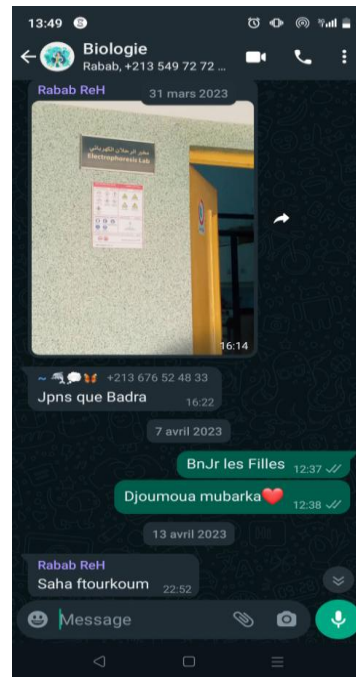 13:49
Biologie
Rabab, +213 549 72 72 ...
Rabab ReH
31 mars 2023
مخبر الرحلان الكهربائي
Electrophoresis Lab
16:14
~ +213 676 52 48 33
Jpns que Badra
16:22
7 avril 2023
BnJr les Filles 12:37
Djoumoua mubarka❤️ 12:38
13 avril 2023
Rabab ReH
Saha ftourkoum 22:52
Message